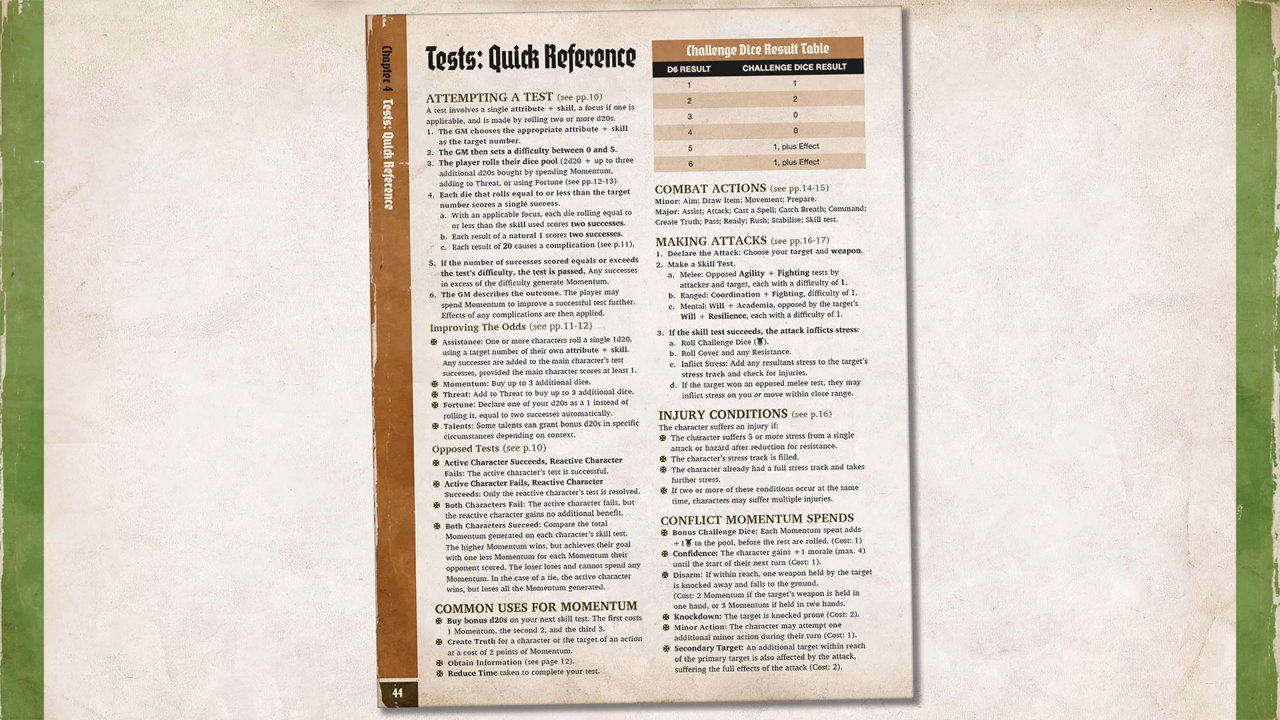 Chapter 4 Tests: Quick Reference
Tests: Quick Reference
ATTEMPTING A TEST (see pp.10)
A test involves a single attribute + skill, a focus if one is
applicable, and is made by rolling two or more d20s.
1. The GM chooses the appropriate attribute + skill
as the target number.
2. The GM then sets a difficulty between 0 and 5.
3. The player rolls their dice pool (2d20 + up to three
additional d20s bought by spending Momentum,
adding to Threat, or using Fortune (see pp.12-13)
4. Each die that rolls equal to or less than the target
number scores a single success.
a. With an applicable focus, each die rolling equal to
or less than the skill used scores two successes.
b. Each result of a natural 1 scores two successes.
c. Each result of 20 causes a complication (see p.11).
5. If the number of successes scored equals or exceeds
the test's difficulty, the test is passed. Any successes
in excess of the difficulty generate Momentum.
6. The GM describes the outcome. The player may
spend Momentum to improve a successful test further.
Effects of any complications are then applied.
Improving The Odds (see pp.11-12)
Assistance: One or more characters roll a single 1d20,
using a target number of their own attribute + skill.
Any successes are added to the main character's test
successes, provided the main character scores at least 1.
Momentum: Buy up to 3 additional dice.
Threat: Add to Threat to buy up to 3 additional dice.
Fortune: Declare one of your d20s as a 1 instead of
rolling it, equal to two successes automatically.
Talents: Some talents can grant bonus d20s in specific
circumstances depending on context.
Opposed Tests (see p.10)
Active Character Succeeds, Reactive Character
Fails: The active character's test is successful.
Active Character Fails, Reactive Character
Succeeds: Only the reactive character's test is resolved.
Both Characters Fail: The active character fails, but
the reactive character gains no additional benefit.
Both Characters Succeed: Compare the total
Momentum generated on each character's skill test.
The higher Momentum wins, but achieves their goal
with one less Momentum for each Momentum their
opponent scored. The loser loses and cannot spend any
Momentum. In the case of a tie, the active character
wins, but loses all the Momentum generated.
COMMON USES FOR MOMENTUM
Buy bonus d20s on your next skill test. The first costs
1 Momentum, the second 2, and the third 3.
Create Truth for a character or the target of an action
at a cost of 2 points of Momentum.
Obtain Information (see page 12).
Reduce Time taken to complete your test.
44
Challenge Dice Result Table
D6 RESULT CHALLENGE DICE RESULT
1 1
2 2
3 0
4 0
5 1, plus Effect
6 1, plus Effect
COMBAT ACTIONS (see pp.14-15)
Minor: Aim; Draw Item; Movement; Prepare.
Major: Assist; Attack; Cast a Spell; Catch Breath; Command;
Create Truth; Pass; Ready; Rush; Stabilise; Skill test.
MAKING ATTACKS (see pp.16-17)
1. Declare the Attack: Choose your target and weapon.
2. Make a Skill Test.
a. Melee: Opposed Agility + Fighting tests by
attacker and target, each with a difficulty of 1.
b. Ranged: Coordination + Fighting, difficulty of 1.
c. Mental: Will + Academia, opposed by the target's
Will + Resilience, each with a difficulty of 1.
3. If the skill test succeeds, the attack inflicts stress:
a. Roll Challenge Dice ( ).
b. Roll Cover and any Resistance.
c. Inflict Stress: Add any resultant stress to the target's
stress track and check for injuries.
d. If the target won an opposed melee test, they may
inflict stress on you or move within close range.
INJURY CONDITIONS (see p.16)
The character suffers an injury if:
The character suffers 5 or more stress from a single
attack or hazard after reduction for resistance.
The character's stress track is filled.
The character already had a full stress track and takes
further stress.
If two or more of these conditions occur at the same
time, characters may suffer multiple injuries.
CONFLICT MOMENTUM SPENDS
Bonus Challenge Dice: Each Momentum spent adds
+1 to the pool, before the rest are rolled. (Cost: 1)
Confidence: The character gains +1 morale (max. 4)
until the start of their next turn (Cost: 1).
Disarm: If within reach, one weapon held by the target
is knocked away and falls to the ground.
(Cost: 2 Momentum if the target's weapon is held in
one hand, or 3 Momentum if held in two hands.
Knockdown: The target is knocked prone (Cost: 2).
Minor Action: The character may attempt one
additional minor action during their turn (Cost: 1).
Secondary Target: An additional target within reach
of the primary target is also affected by the attack,
suffering the full effects of the attack (Cost: 2).